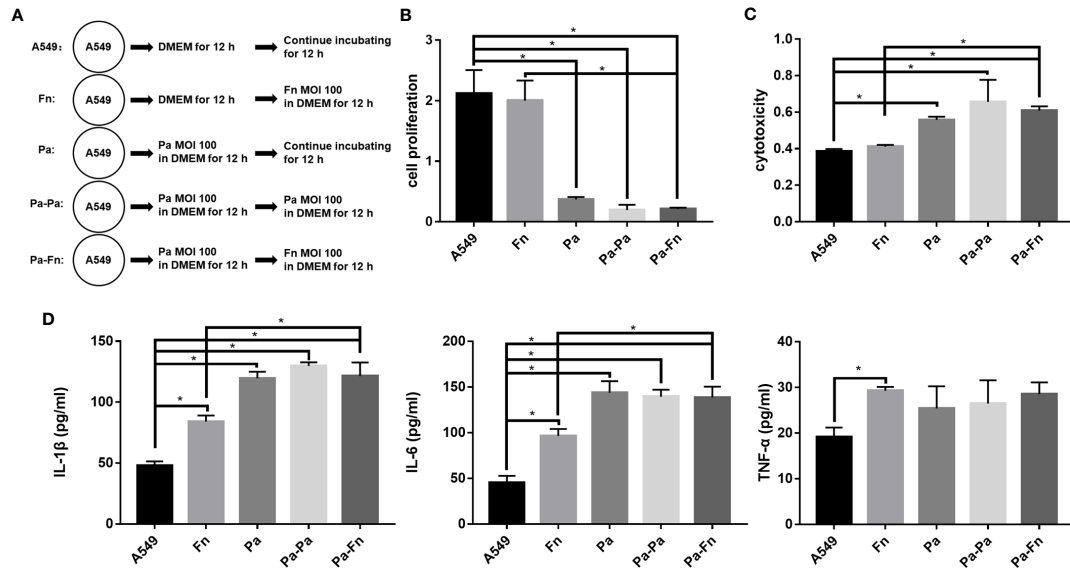 A
A549: A549 DMEM for 12 h Continue incubating
for 12 h
Fn: A549 DMEM for 12 h Fn MOI 100
in DMEM for 12 h
Pa: A549 Pa MOI 100 Continue incubating
in DMEM for 12 h for 12 h
Pa-Pa: A549 Pa MOI 100 Pa MOI 100
in DMEM for 12 h in DMEM for 12 h
Pa-Fn: A549 Pa MOI 100 Fn MOI 100
in DMEM for 12 h in DMEM for 12 h
B
cell proliferation
3
2
1
0
*
*
*
*
A549 Fn Pa Pa-Pa Pa-Fn
C
cytotoxicity
1.0
0.8
0.6
0.4
0.2
0.0
*
*
*
*
A549 Fn Pa Pa-Pa Pa-Fn
D
IL-1β (pg/ml)
150
100
50
0
*
*
*
*
*
A549 Fn Pa Pa-Pa Pa-Fn
IL-6 (pg/ml)
200
150
100
50
0
*
*
*
*
*
A549 Fn Pa Pa-Pa Pa-Fn
TNF-α (pg/ml)
40
30
20
10
0
*
A549 Fn Pa Pa-Pa Pa-Fn